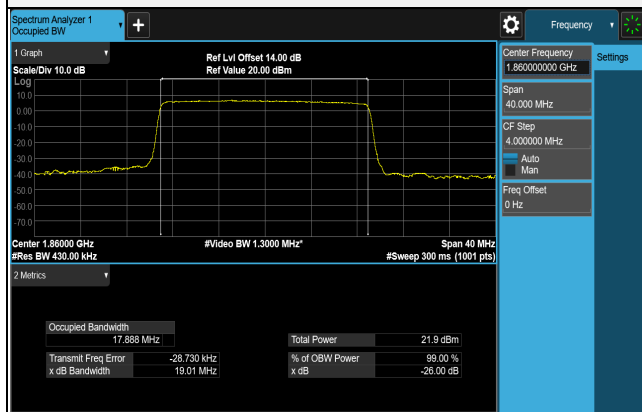 Spectrum Analyzer 1
Occupied BW
+
Frequency
1 Graph
Ref Lvl Offset 14.00 dB
Scale/Div 10.0 dB
Ref Value 20.00 dBm
Log
10.0
0.00
-10.0
-20.0
-30.0
-40.0
-50.0
-60.0
-70.0
Center 1.86000 GHz
#Video BW 1.3000 MHz*
Span 40 MHz
#Res BW 430.00 kHz
#Sweep 300 ms (1001 pts)
2 Metrics
Occupied Bandwidth
17.888 MHz
Total Power 21.9 dBm
Transmit Freq Error -28.730 kHz
% of OBW Power 99.00 %
x dB Bandwidth 19.01 MHz
x dB -26.00 dB
Center Frequency
1.860000000 GHz
Settings
Span
40.000 MHz
CF Step
4.000000 MHz
Auto
Man
Freq Offset
0 Hz